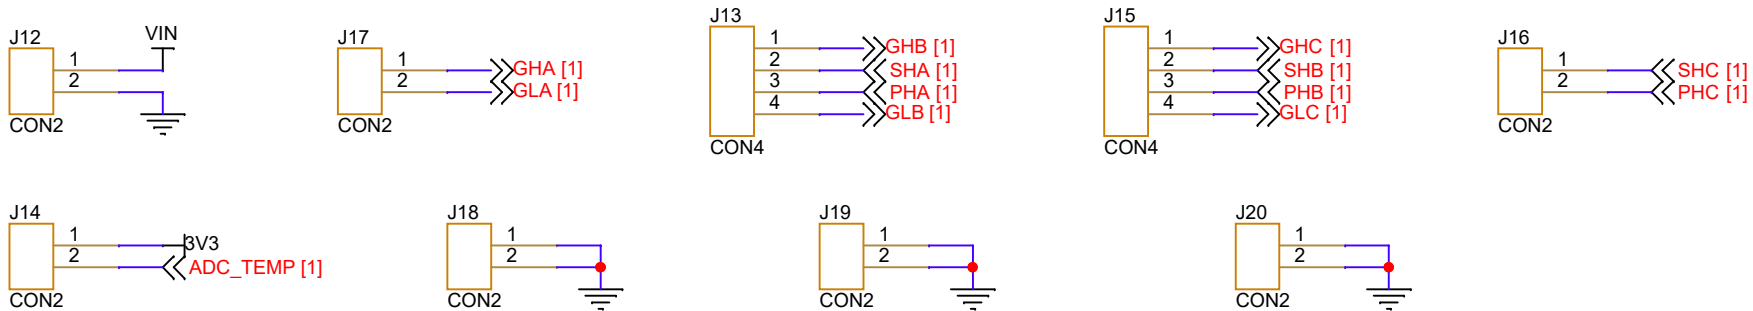 J12
VIN
1
2
CON2
J17
1
2
GHA [1]
GLA [1]
CON2
J13
1
2
3
4
GHB [1]
SHA [1]
PHA [1]
GLB [1]
CON4
J15
1
2
3
4
GHC [1]
SHB [1]
PHB [1]
GLC [1]
CON4
J16
1
2
SHC [1]
PHC [1]
CON2
J14
1
2
3V3
ADC_TEMP [1]
CON2
J18
1
2
CON2
J19
1
2
CON2
J20
1
2
CON2